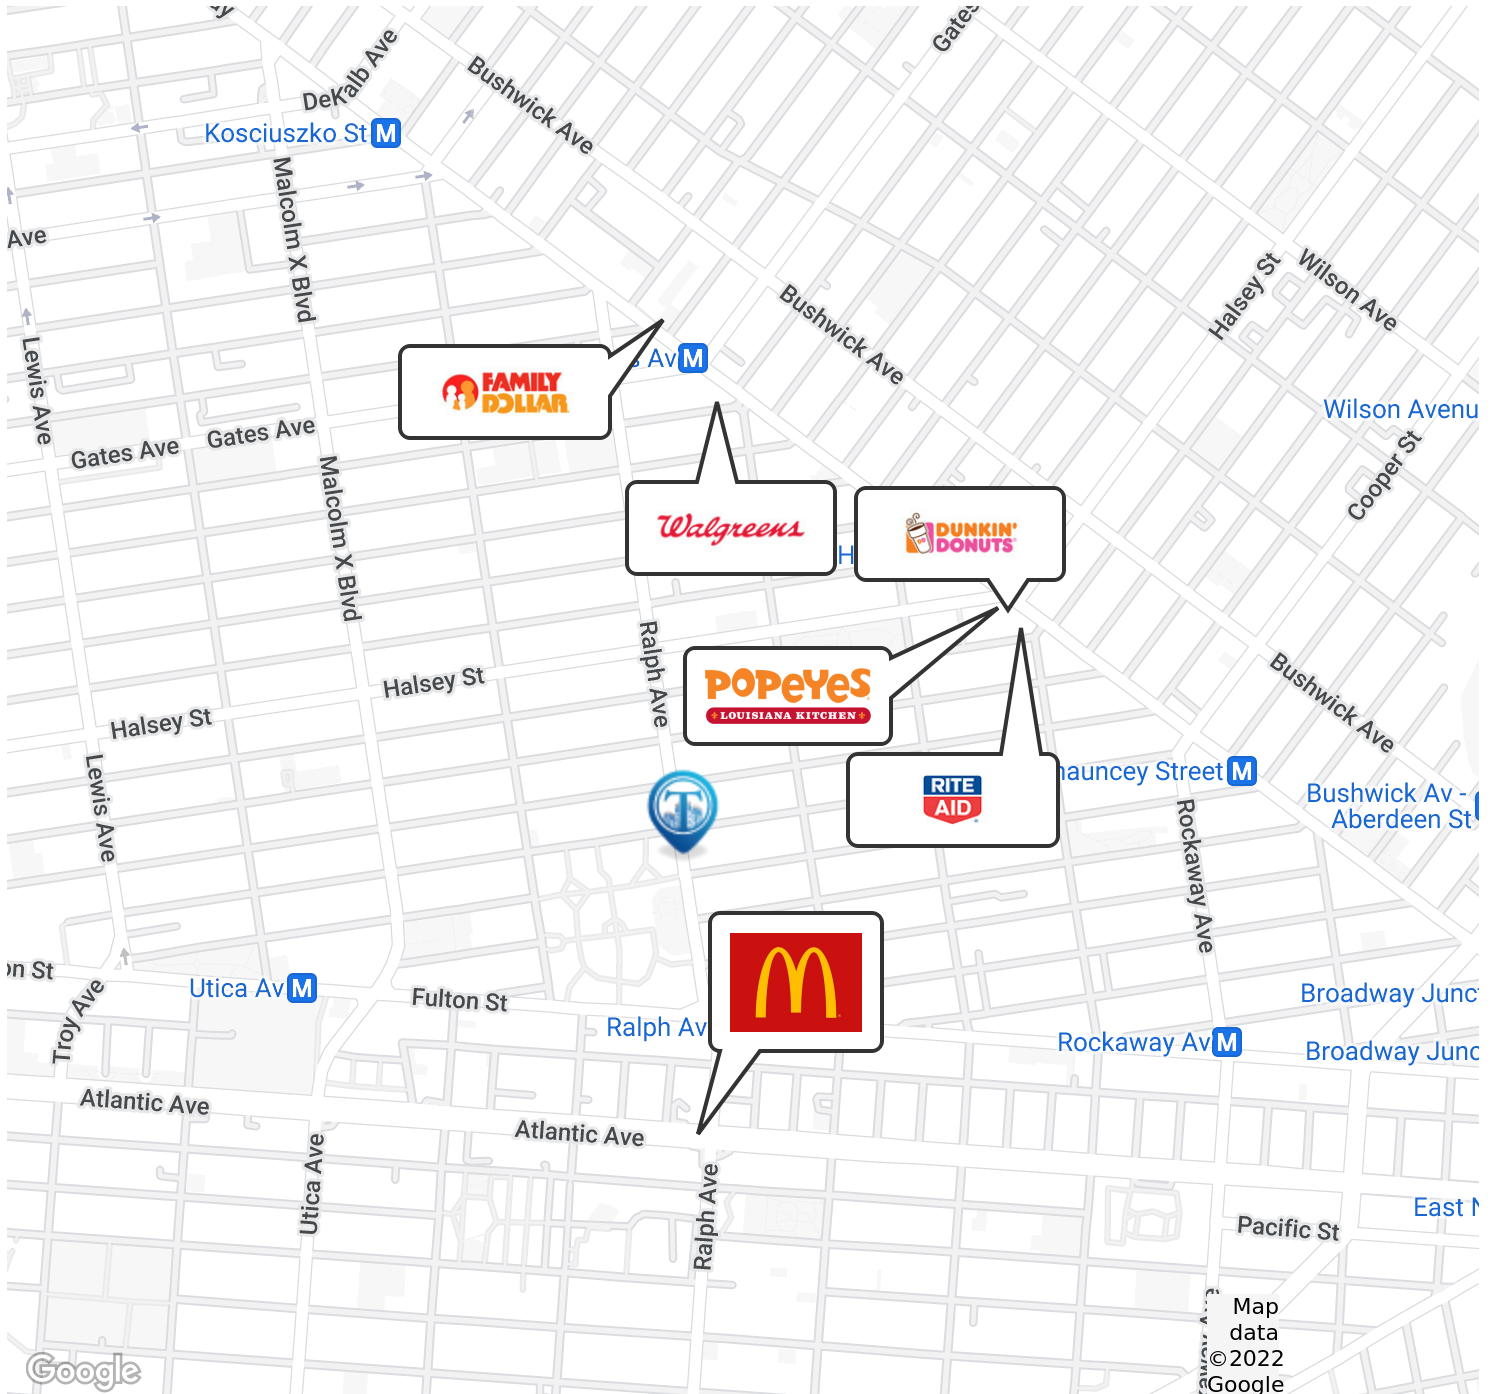 Gates
DeKalb Ave
Bushwick Ave
Kosciuszko St M
Malcolm X Blvd
Ave
Halsey St
Wilson Ave
Bushwick Ave
Lewis Ave
Av M
FAMILY
DOLLAR
Wilson Avenu
Gates Ave
Gates Ave
Cooper St
Malcolm X Blvd
Walgreens
DUNKIN'
DONUTS
H
Ralph Ave
Halsey St
POPEYES
LOUISIANA KITCHEN
Bushwick Ave
Halsey St
Lewis Ave
T
RITE
AID
hauncey Street M
Bushwick Av -
Aberdeen St
Rockaway Ave
on St
Utica Av M
Fulton St
Troy Ave
M
Ralph Av
Rockaway Av M
Broadway Junct
Broadway Junc
Atlantic Ave
Atlantic Ave
Utica Ave
Ralph Ave
East N
Pacific St
Map
data
©2022
Google
Google